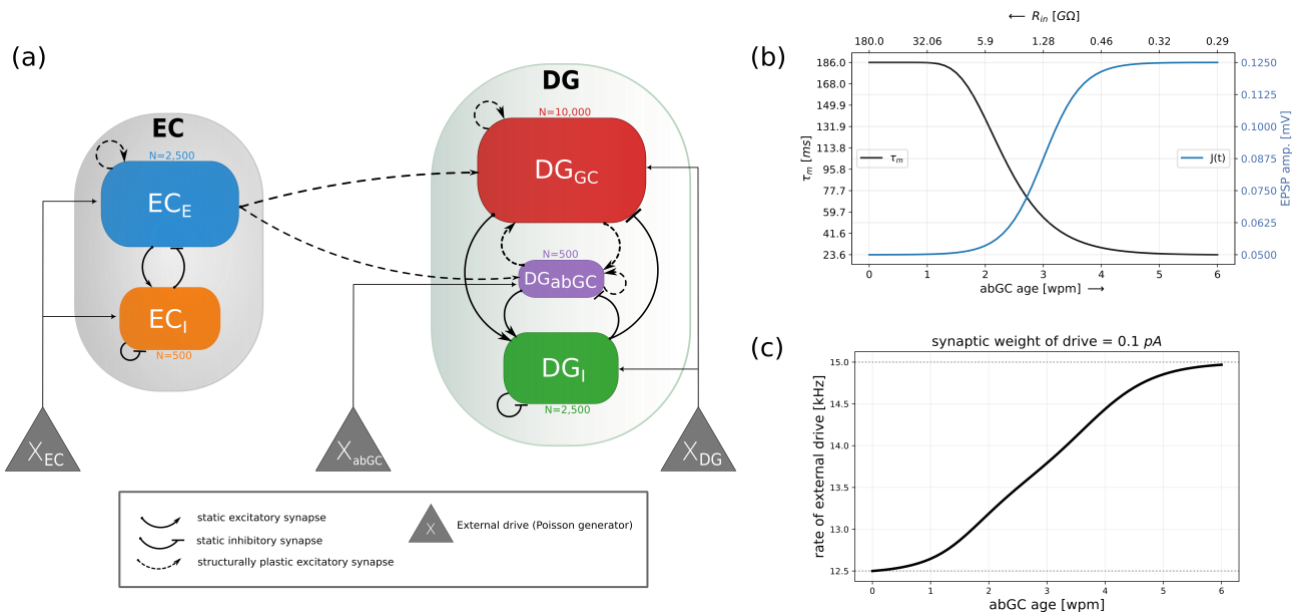 (a)
EC
N=2,500
EC_E
EC_I
N=500
DG
N=10,000
DG_GC
N=500
DG_abGC
DG_I
N=2,500
X_EC
X_abGC
X_DG
static excitatory synapse
static inhibitory synapse
structurally plastic excitatory synapse
X
External drive (Poisson generator)
(b)
⟵ R_in [GΩ]
180.0 32.06 5.9 1.28 0.46 0.32 0.29
τ_m [ms]
186.0
168.0
149.9
131.9
113.8
95.8
77.7
59.7
41.6
23.6
τ_m
J(t)
0.1250
0.1125
0.1000
0.0875
0.0750
0.0625
0.0500
EPSP amp. [mV]
0 1 2 3 4 5 6
abGC age [wpm] ⟶
(c)
synaptic weight of drive = 0.1 pA
rate of external drive [kHz]
15.0
14.5
14.0
13.5
13.0
12.5
0 1 2 3 4 5 6
abGC age [wpm]